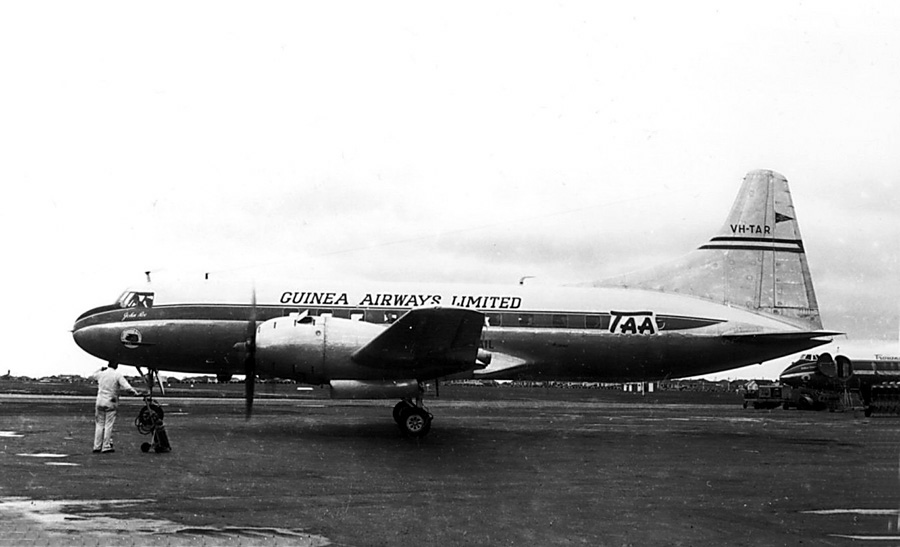 VH-TAR
GUINEA AIRWAYS LIMITED
TAA